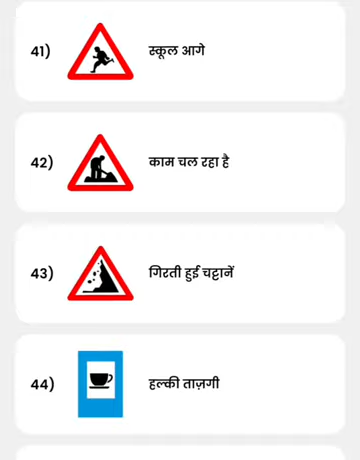 41) स्कूल आगे
42) काम चल रहा है
43) गिरती हुई चट्टानें
44) हल्की ताज़गी